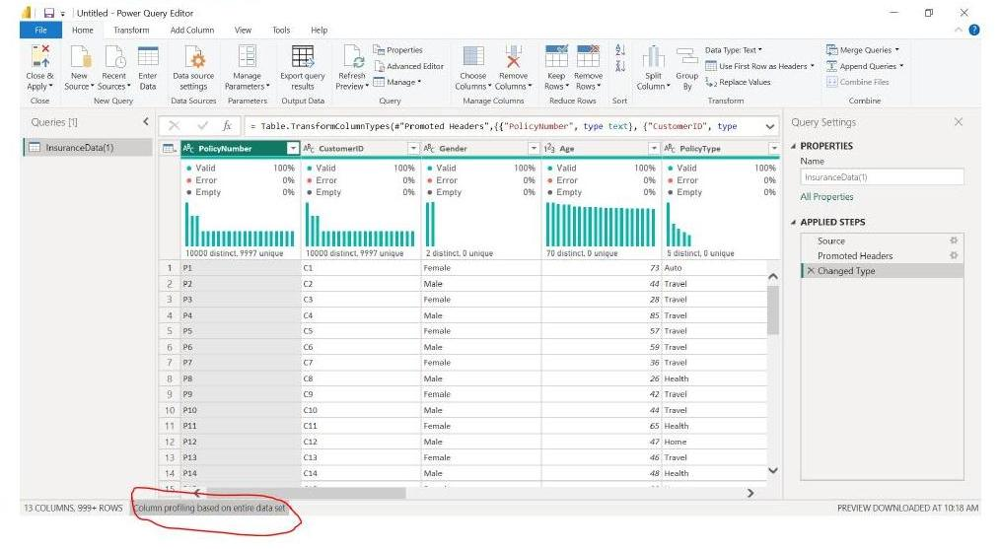 Untitled - Power Query Editor
File Home Transform Add Column View Tools Help
Close & Apply
New Source
Recent Sources
Enter Data
Data source settings
Manage Parameters
Export query results
Refresh Preview
Properties
Advanced Editor
Manage
Choose Columns
Remove Columns
Keep Rows
Remove Rows
Split Column
Group By
Data Type: Text
Use First Row as Headers
Replace Values
Merge Queries
Append Queries
Combine Files
Close New Query Data Sources Parameters Output Data Query Manage Columns Reduce Rows Sort Transform Combine
Queries [1]
InsuranceData(1)
= Table.TransformColumnTypes(#"Promoted Headers",{{"PolicyNumber", type text}, {"CustomerID", type
PolicyNumber CustomerID Gender Age PolicyType
Valid 100% Valid 100% Valid 100% Valid 100% Valid 100%
Error 0% Error 0% Error 0% Error 0% Error 0%
Empty 0% Empty 0% Empty 0% Empty 0% Empty 0%
10000 distinct, 9997 unique 10000 distinct, 9997 unique 2 distinct, 0 unique 70 distinct, 0 unique 5 distinct, 0 unique
1 P1 C1 Female 73 Auto
2 P2 C2 Male 44 Travel
3 P3 C3 Female 28 Travel
4 P4 C4 Male 85 Travel
5 P5 C5 Female 57 Travel
6 P6 C6 Male 59 Travel
7 P7 C7 Female 36 Travel
8 P8 C8 Male 26 Health
9 P9 C9 Female 42 Travel
10 P10 C10 Male 44 Travel
11 P11 C11 Female 65 Health
12 P12 C12 Male 47 Home
13 P13 C13 Female 46 Travel
14 P14 C14 Male 48 Health
15
Query Settings
PROPERTIES
Name
InsuranceData(1)
All Properties
APPLIED STEPS
Source
Promoted Headers
Changed Type
13 COLUMNS, 999+ ROWS Column profiling based on entire data set PREVIEW DOWNLOADED AT 10:18 AM